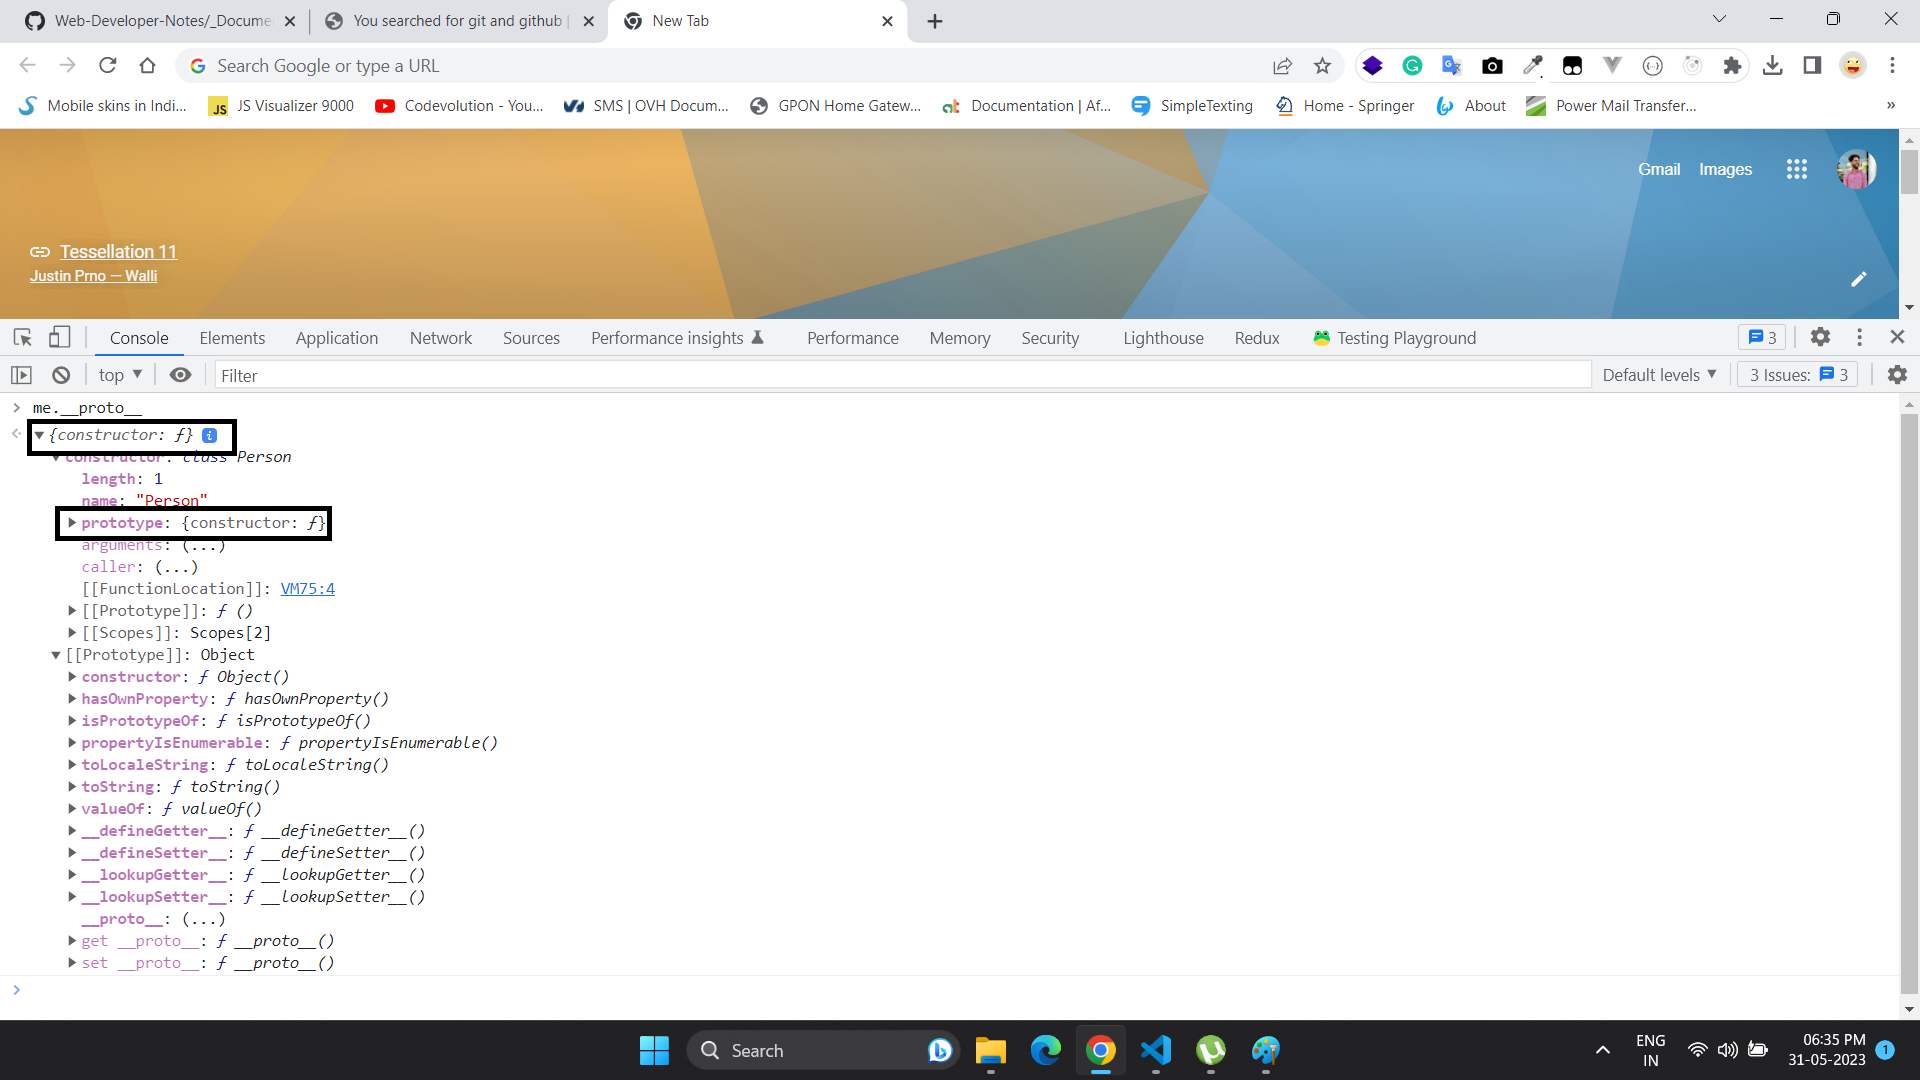 Web-Developer-Notes/_Docume
You searched for git and github |
New Tab
Search Google or type a URL
Mobile skins in Indi...
JS Visualizer 9000
Codevolution - You...
SMS | OVH Docum...
GPON Home Gatew...
Documentation | Af...
SimpleTexting
Home - Springer
About
Power Mail Transfer...
»
Gmail
Images
Tessellation 11
Justin Prno — Walli
Console
Elements
Application
Network
Sources
Performance insights
Performance
Memory
Security
Lighthouse
Redux
Testing Playground
3
top ▼
Filter
Default levels ▼
3 Issues: 3
> me.__proto__
▼{constructor: ƒ} i
▼constructor: class Person
length: 1
name: "Person"
▶prototype: {constructor: ƒ}
arguments: (...)
caller: (...)
[[FunctionLocation]]: VM75:4
▶[[Prototype]]: ƒ ()
▶[[Scopes]]: Scopes[2]
▼[[Prototype]]: Object
▶constructor: ƒ Object()
▶hasOwnProperty: ƒ hasOwnProperty()
▶isPrototypeOf: ƒ isPrototypeOf()
▶propertyIsEnumerable: ƒ propertyIsEnumerable()
▶toLocaleString: ƒ toLocaleString()
▶toString: ƒ toString()
▶valueOf: ƒ valueOf()
▶__defineGetter__: ƒ __defineGetter__()
▶__defineSetter__: ƒ __defineSetter__()
▶__lookupGetter__: ƒ __lookupGetter__()
▶__lookupSetter__: ƒ __lookupSetter__()
__proto__: (...)
▶get __proto__: ƒ __proto__()
▶set __proto__: ƒ __proto__()
>
Search
ENG
IN
06:35 PM
31-05-2023
1